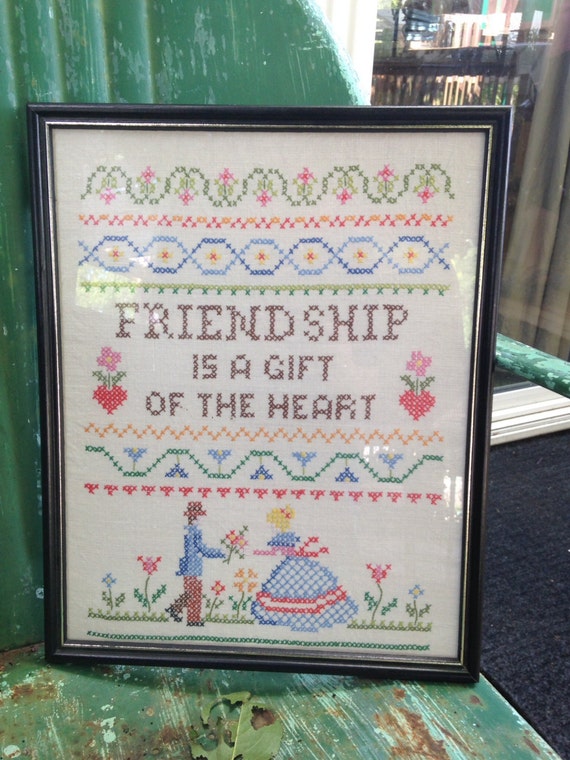 FRIENDSHIP
IS A GIFT
OF THE HEART